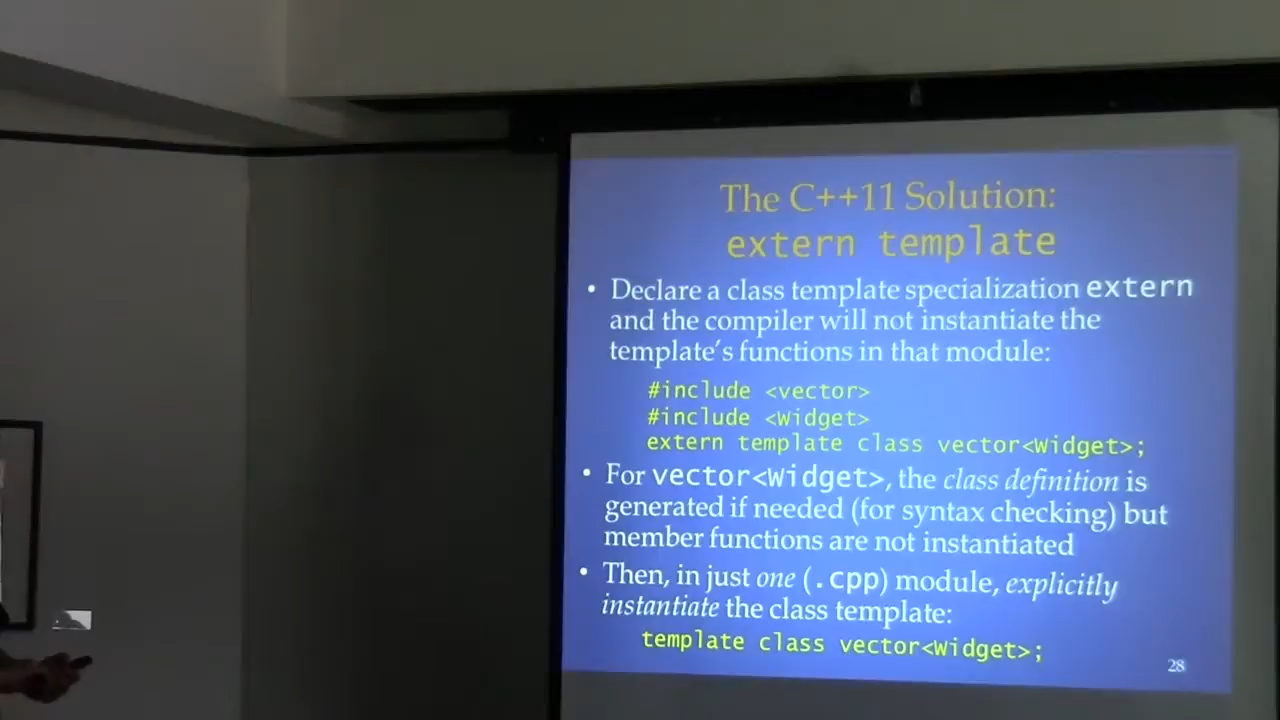 The C++11 Solution:
extern template
• Declare a class template specialization extern
and the compiler will not instantiate the
template's functions in that module:
#include <vector>
#include <Widget>
extern template class vector<Widget>;
• For vector<Widget>, the class definition is
generated if needed (for syntax checking) but
member functions are not instantiated
• Then, in just one (.cpp) module, explicitly
instantiate the class template:
template class vector<Widget>;
28